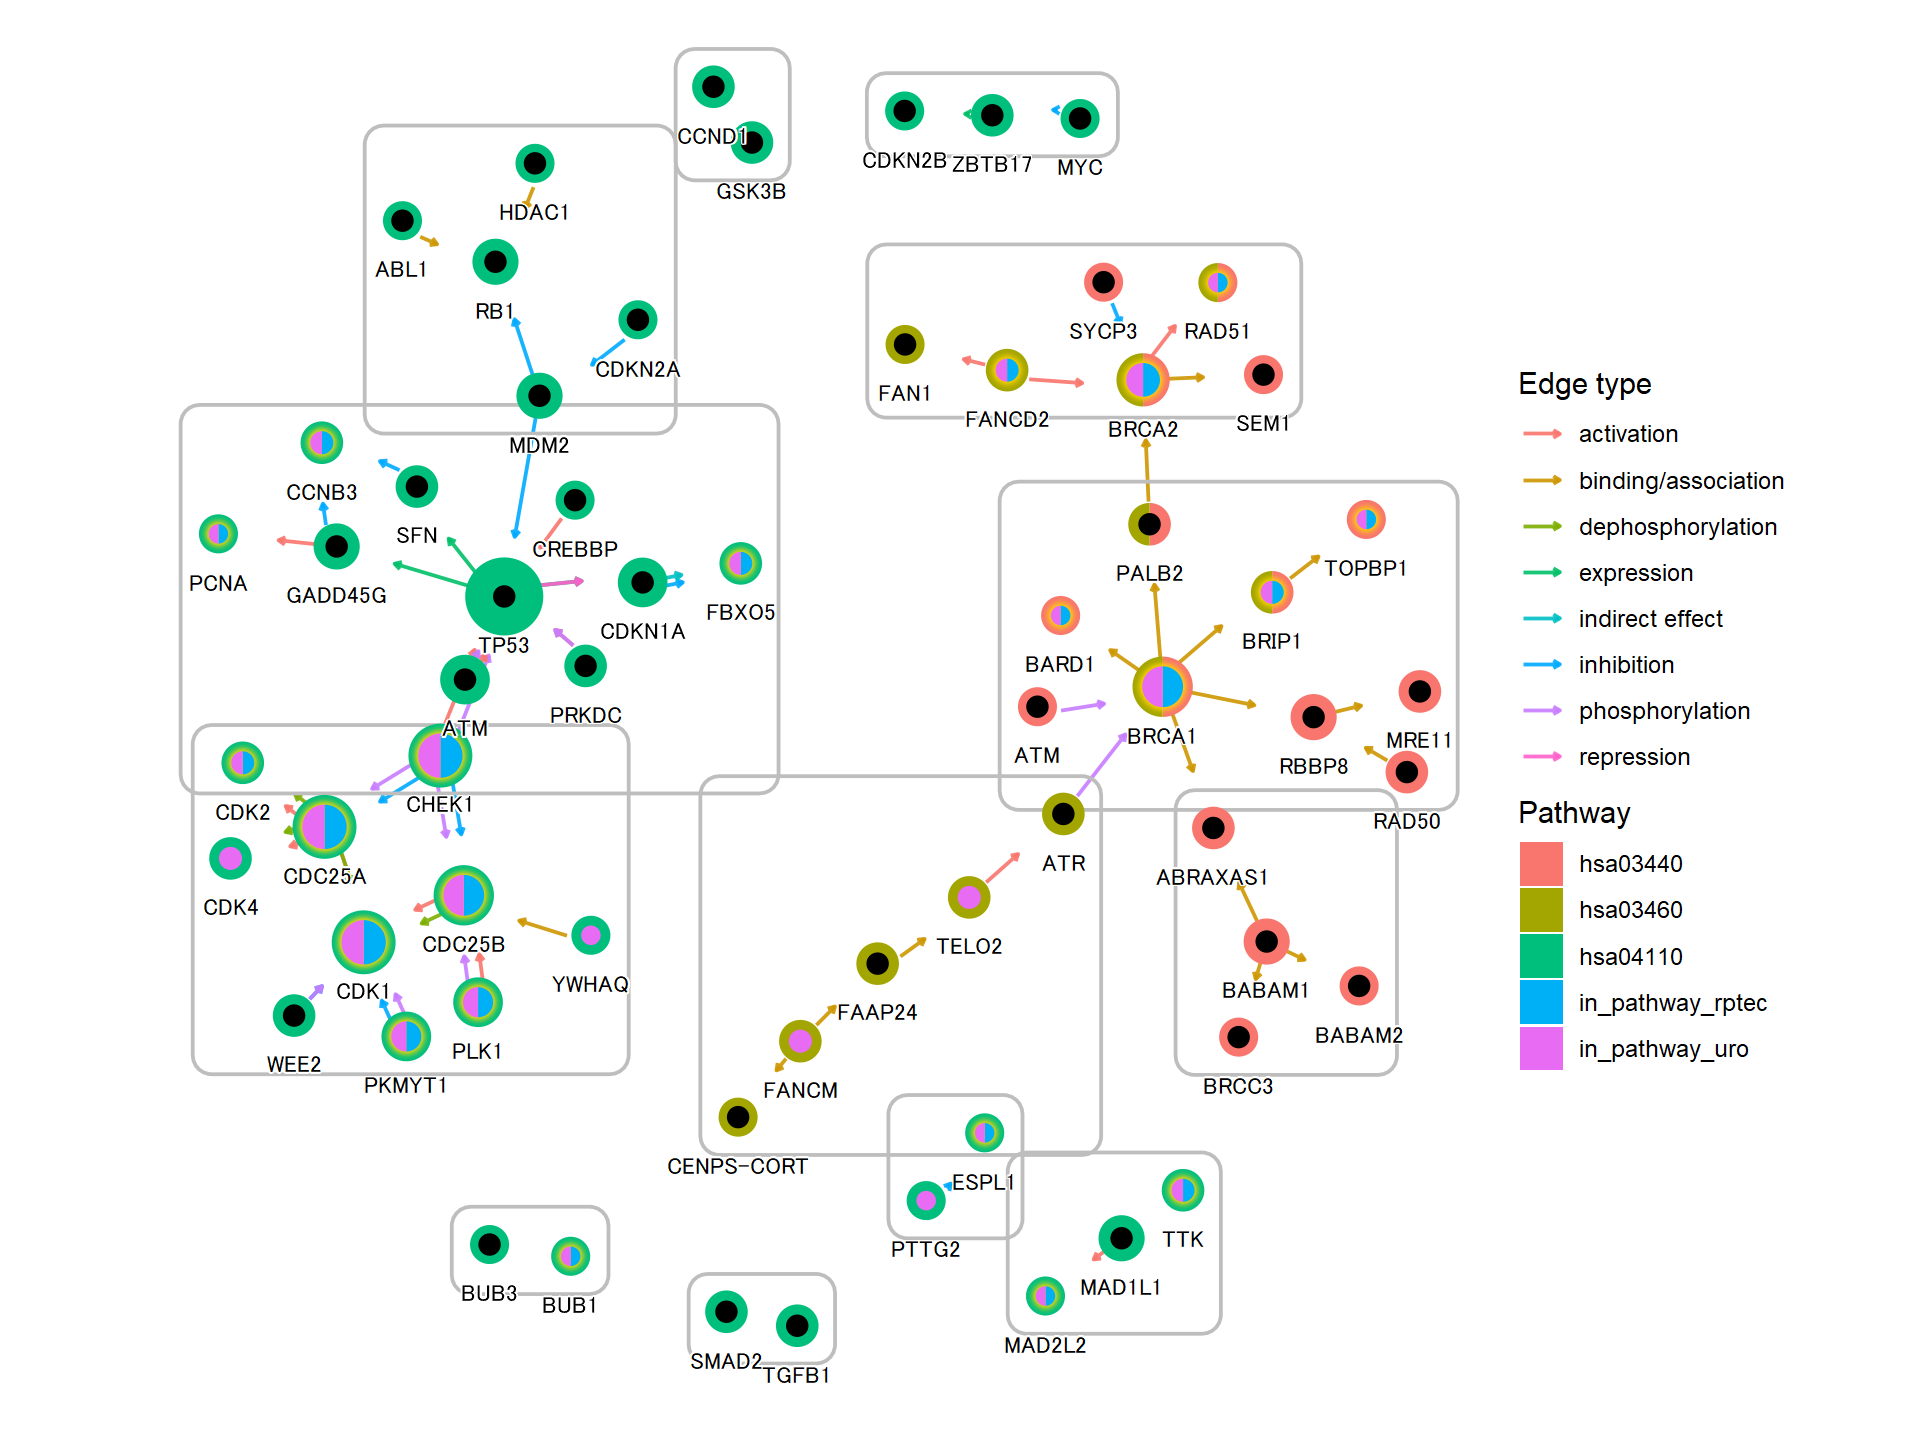 CCND1
GSK3B
CDKN2B
ZBTB17
MYC
HDAC1
ABL1
RB1
CDKN2A
MDM2
SYCP3
RAD51
FAN1
FANCD2
BRCA2
SEM1
CCNB3
SFN
CREBBP
PCNA
GADD45G
TP53
CDKN1A
FBXO5
ATM
PRKDC
PALB2
TOPBP1
BARD1
BRIP1
ATM
BRCA1
RBBP8
MRE11
RAD50
CDK2
CHEK1
CDC25A
CDK4
CDC25B
YWHAQ
CDK1
WEE2
PKMYT1
PLK1
ATR
TELO2
FAAP24
FANCM
CENPS-CORT
ABRAXAS1
BABAM1
BABAM2
BRCC3
ESPL1
PTTG2
TTK
MAD1L1
MAD2L2
BUB3
BUB1
SMAD2
TGFB1
Edge type
activation
binding/association
dephosphorylation
expression
indirect effect
inhibition
phosphorylation
repression
Pathway
hsa03440
hsa03460
hsa04110
in_pathway_rptec
in_pathway_uro